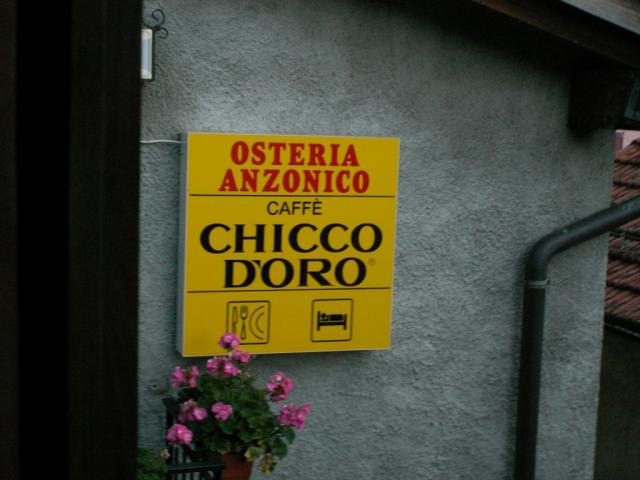 OSTERIA
ANZONICO
CAFFÈ
CHICCO
D'ORO®